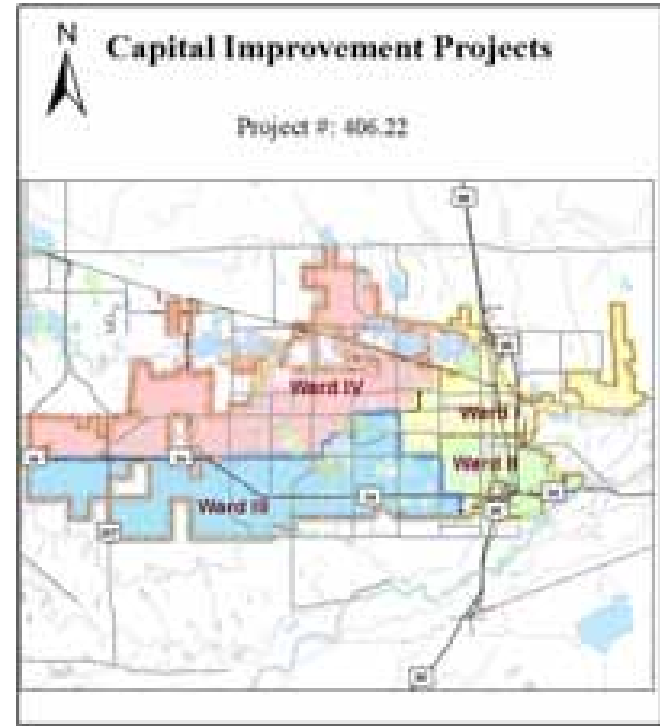 N
Capital Improvement Projects
Project #: 406.22
Ward IV
Ward I
Ward II
Ward III